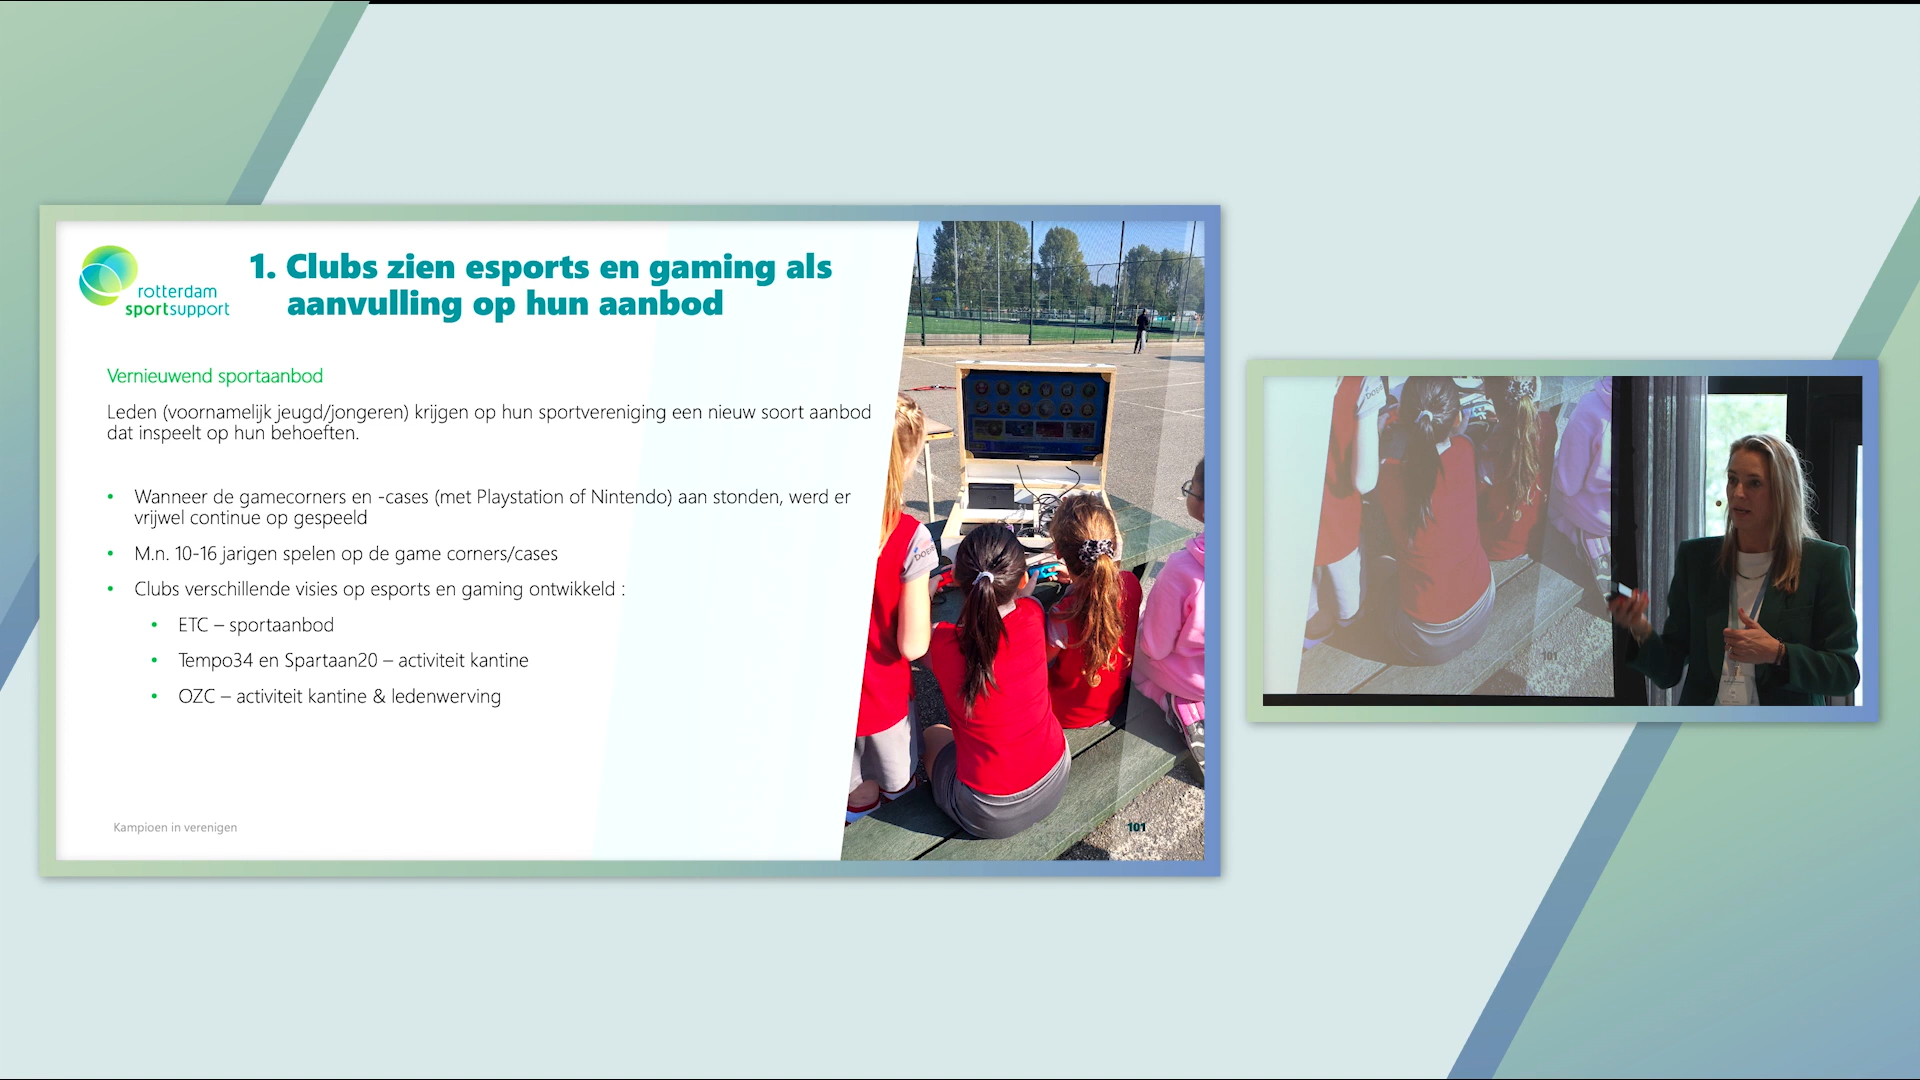 rotterdam
sportsupport
1. Clubs zien esports en gaming als
aanvulling op hun aanbod
Vernieuwend sportaanbod
Leden (voornamelijk jeugd/jongeren) krijgen op hun sportvereniging een nieuw soort aanbod
dat inspeelt op hun behoeften.
• Wanneer de gamecorners en -cases (met Playstation of Nintendo) aan stonden, werd er
vrijwel continue op gespeeld
• M.n. 10-16 jarigen spelen op de game corners/cases
• Clubs verschillende visies op esports en gaming ontwikkeld :
• ETC – sportaanbod
• Tempo34 en Spartaan20 – activiteit kantine
• OZC – activiteit kantine & ledenwerving
Kampioen in verenigen
101
101